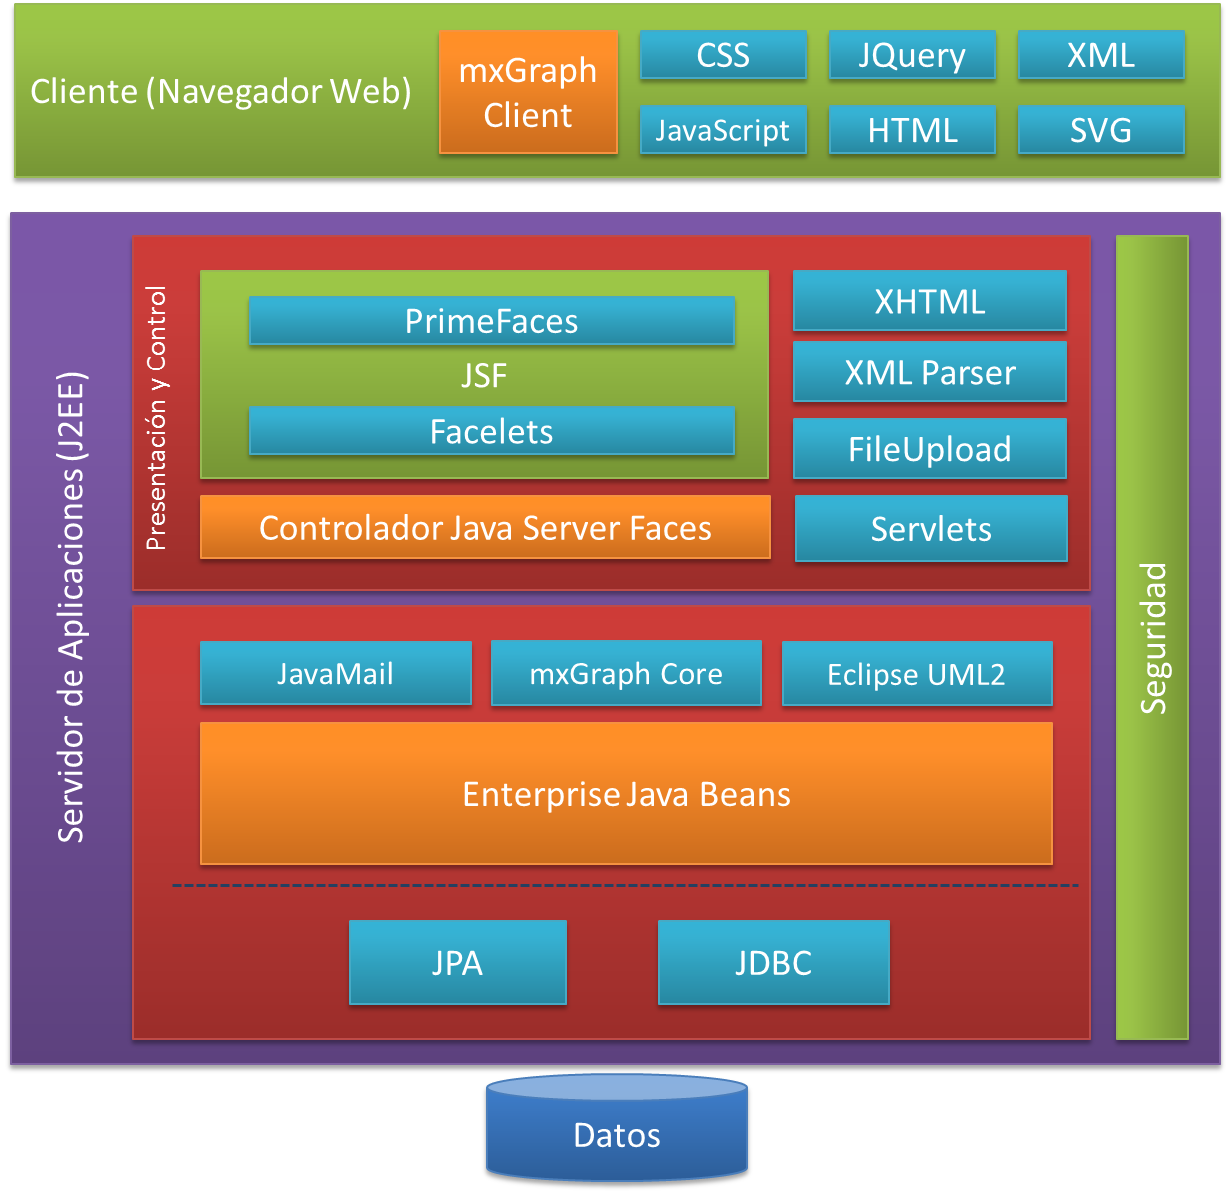 Cliente (Navegador Web)
mxGraph
Client
CSS
JQuery
XML
JavaScript
HTML
SVG
Servidor de Aplicaciones (J2EE)
Presentación y Control
PrimeFaces
JSF
Facelets
Controlador Java Server Faces
XHTML
XML Parser
FileUpload
Servlets
Seguridad
JavaMail
mxGraph Core
Eclipse UML2
Enterprise Java Beans
JPA
JDBC
Datos